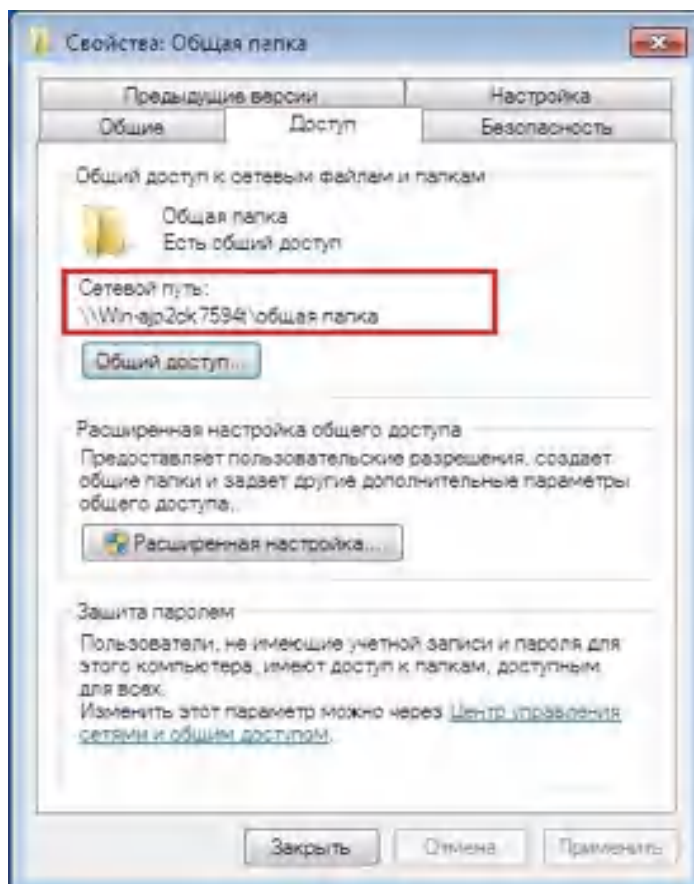 Свойства: Общая папка
Предыдущие версии
Настройка
Общие
Доступ
Безопасность
Общий доступ к сетевым файлам и папкам
Общая папка
Есть общий доступ
Сетевой путь:
\\Win-ajp2ck7594t\общая папка
Общий доступ...
Расширенная настройка общего доступа
Предоставляет пользовательские разрешения, создает
общие папки и задает другие дополнительные параметры
общего доступа.
Расширенная настройка...
Защита паролем
Пользователи, не имеющие учетной записи и пароля для
этого компьютера, имеют доступ к папкам, доступным
для всех.
Изменить этот параметр можно через Центр управления
сетями и общим доступом.
Закрыть
Отмена
Применить